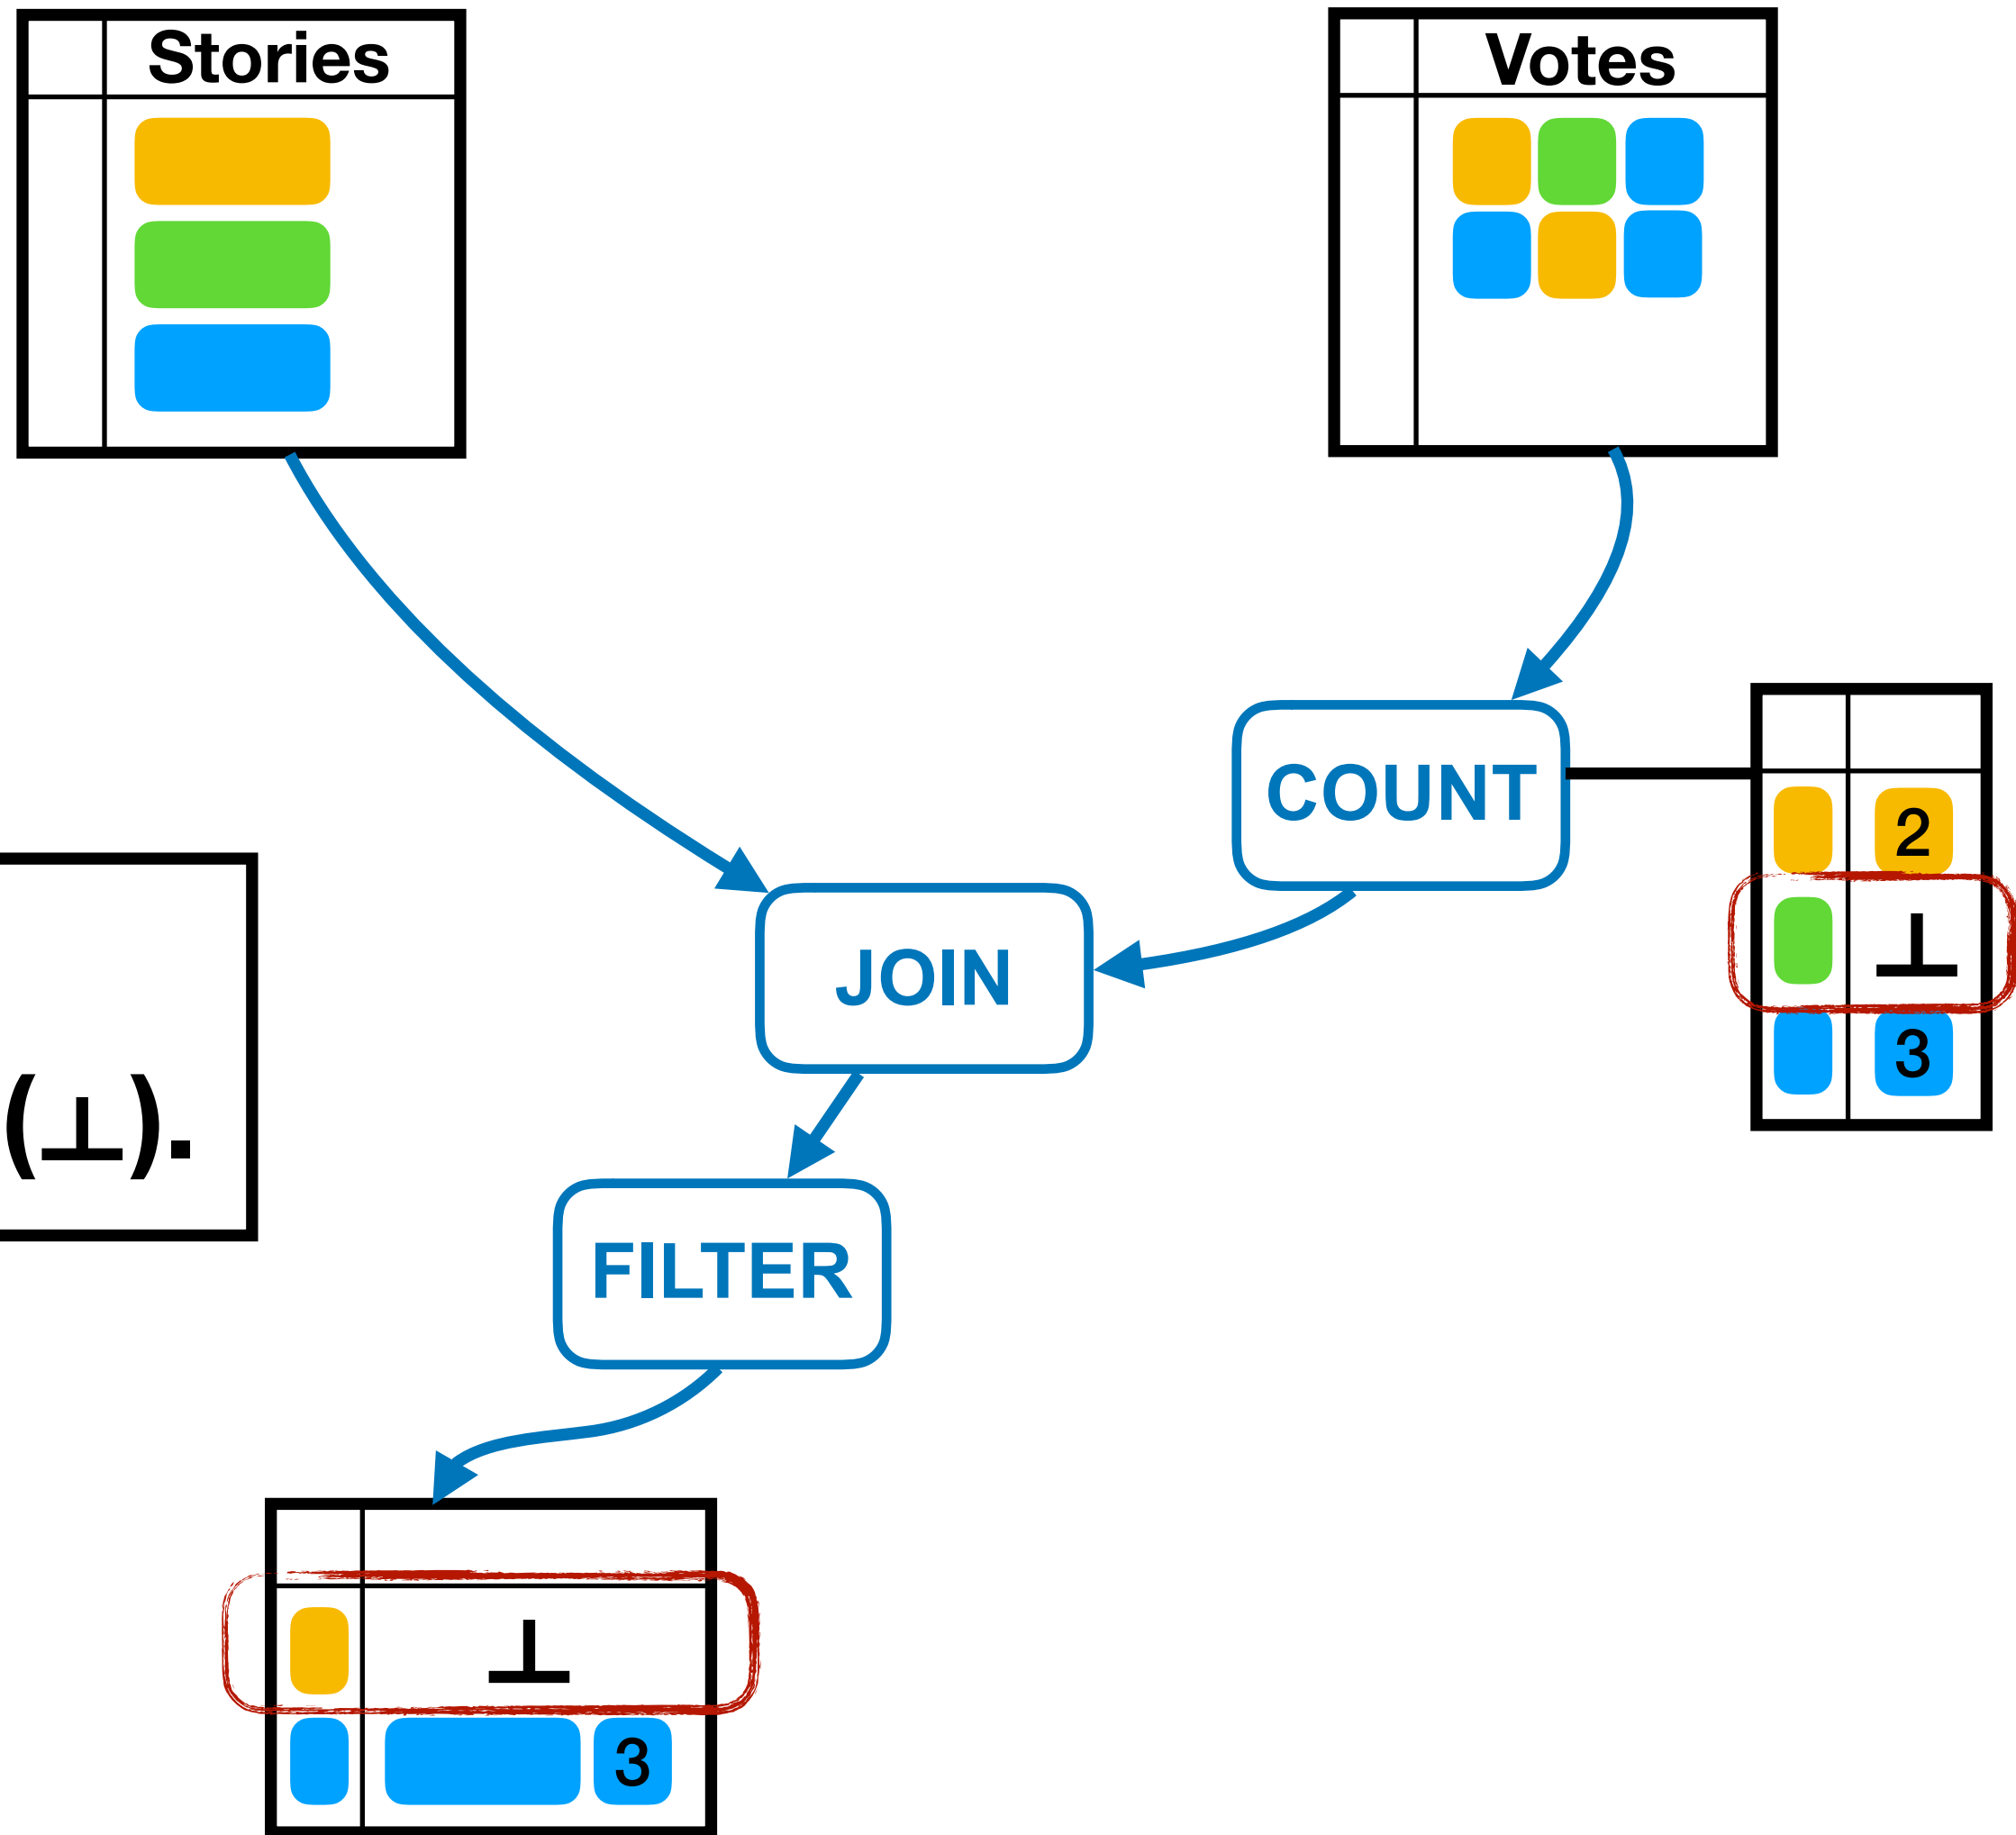 Stories
Votes
COUNT
2
JOIN
⊥
3
(⊥).
FILTER
⊥
3